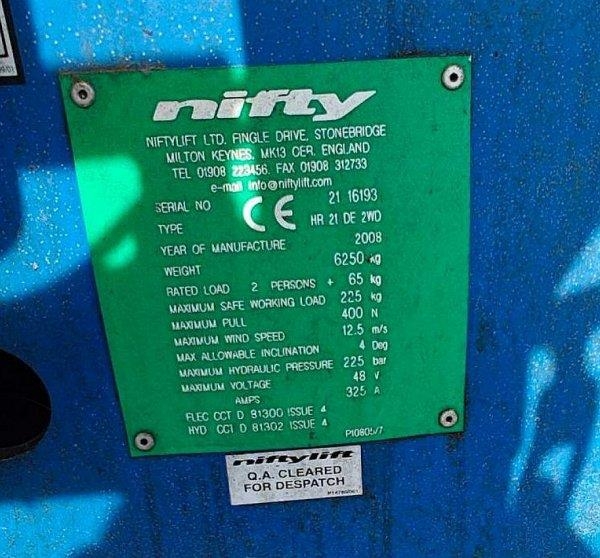 nifty
NIFTYLIFT LTD. FINGLE DRIVE, STONEBRIDGE
MILTON KEYNES, MK13 OER, ENGLAND
TEL 01908 223456, FAX 01908 312733
e-mail info@niftylift.com
SERIAL NO 21 16193
TYPE CE HR 21 DE 2WD
YEAR OF MANUFACTURE 2008
WEIGHT 6250 kg
RATED LOAD 2 PERSONS + 65 kg
MAXIMUM SAFE WORKING LOAD 225 kg
MAXIMUM PULL 400 N
MAXIMUM WIND SPEED 12.5 m/s
MAX ALLOWABLE INCLINATION 4 Deg
MAXIMUM HYDRAULIC PRESSURE 225 bar
MAXIMUM VOLTAGE 48 V
AMPS 325 A
ELEC CCT D 81300 ISSUE 4
HYD CCT D 81302 ISSUE 4
P10805/7
niftylift
Q.A. CLEARED
FOR DESPATCH